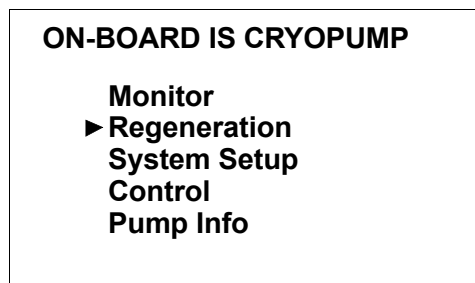 ON-BOARD IS CRYOPUMP
Monitor
►Regeneration
System Setup
Control
Pump Info